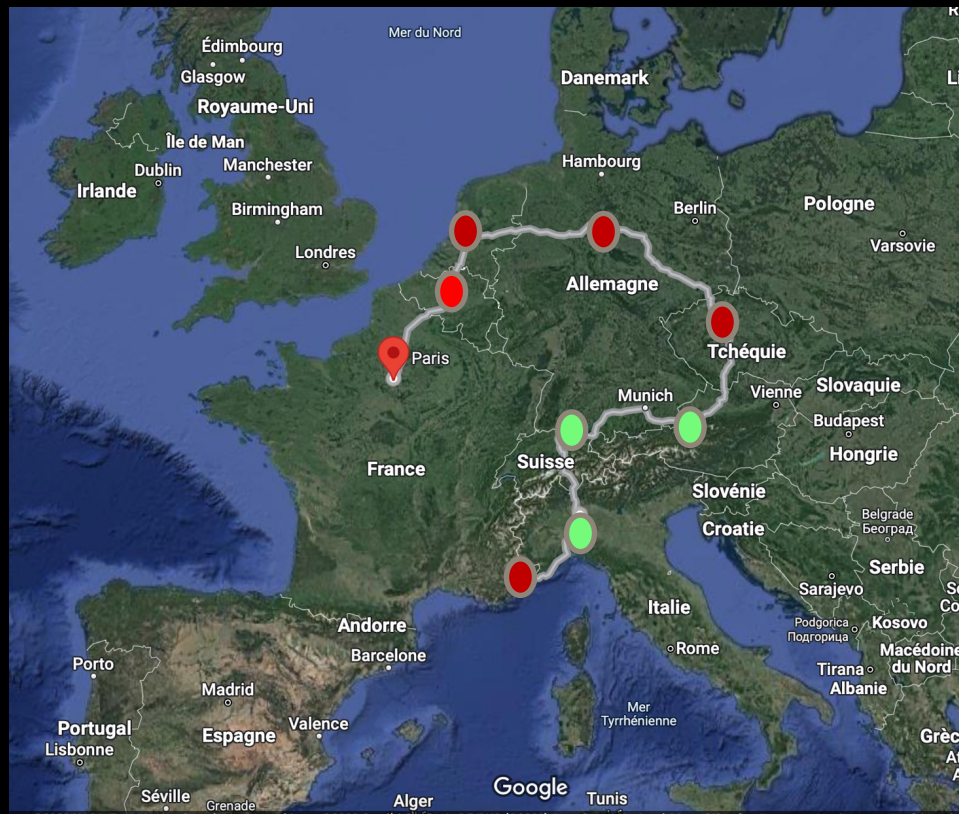 Mer du Nord
Édimbourg
Glasgow
Royaume-Uni
Danemark
Île de Man
Manchester
Dublin
Irlande
Birmingham
Londres
Hambourg
Berlin
Pologne
Varsovie
Allemagne
Paris
Tchéquie
Munich
Vienne
Slovaquie
Budapest
Hongrie
France
Suisse
Slovénie
Croatie
Belgrade
Београд
Serbie
Sarajevo
Italie
Rome
Podgorica
Подгорица
Kosovo
Macédoine
du Nord
Tirana
Albanie
Andorre
Barcelone
Porto
Madrid
Valence
Espagne
Portugal
Lisbonne
Mer
Tyrrhénienne
Grèc
Séville
Grenade
Google
Alger
Tunis